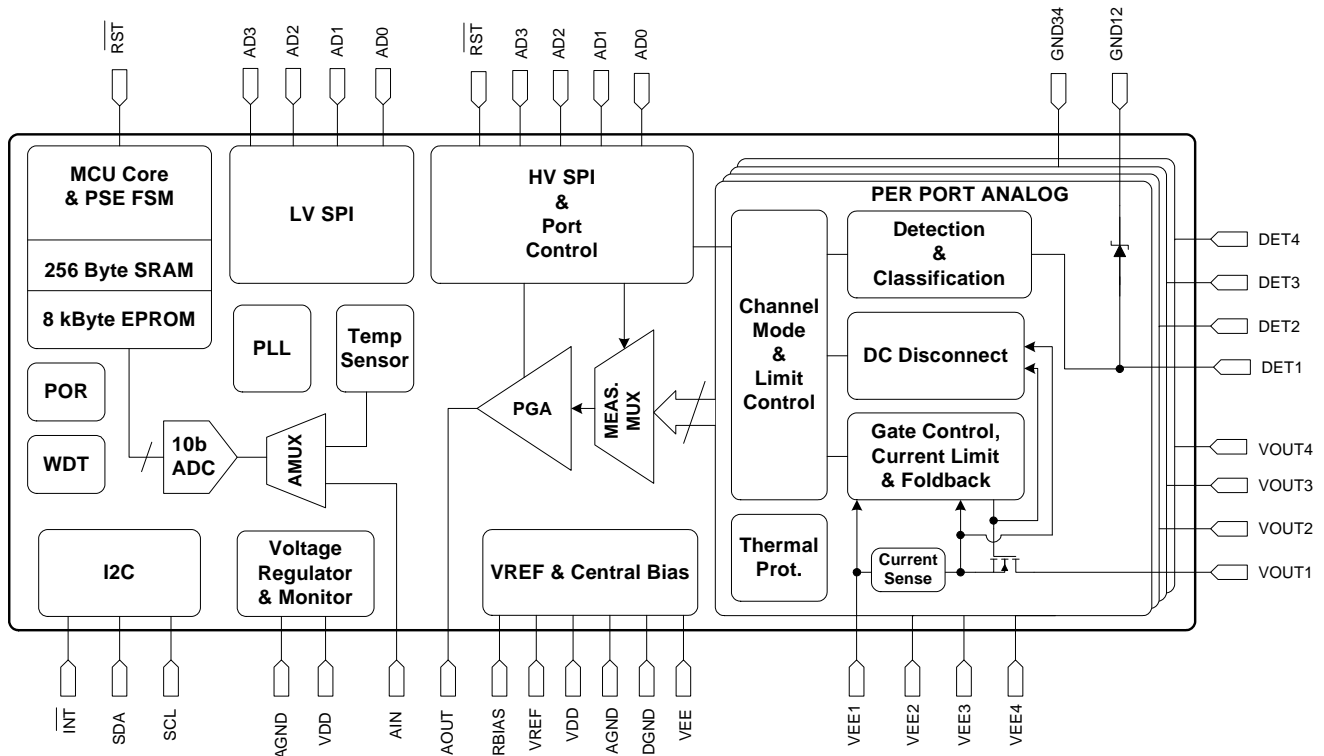 RST
AD3
AD2
AD1
AD0
RST
AD3
AD2
AD1
AD0
GND34
GND12
MCU Core
& PSE FSM
256 Byte SRAM
8 kByte EPROM
LV SPI
HV SPI
&
Port
Control
PER PORT ANALOG
Detection
&
Classification
Channel
Mode
&
Limit
Control
DC Disconnect
Gate Control,
Current Limit
& Foldback
Current
Sense
Thermal
Prot.
DET4
DET3
DET2
DET1
VOUT4
VOUT3
VOUT2
VOUT1
PLL
Temp
Sensor
POR
WDT
10b
ADC
AMUX
PGA
MEAS.
MUX
I2C
Voltage
Regulator
& Monitor
VREF & Central Bias
INT
SDA
SCL
AGND
VDD
AIN
AOUT
RBIAS
VREF
VDD
AGND
DGND
VEE
VEE1
VEE2
VEE3
VEE4